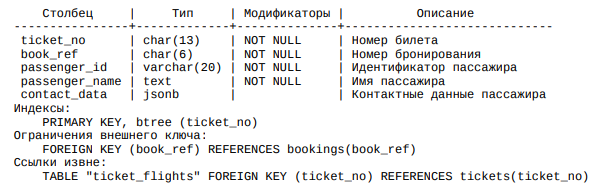 Столбец | Тип | Модификаторы | Описание
----------------+-------------+--------------+-----------------------------
ticket_no | char(13) | NOT NULL | Номер билета
book_ref | char(6) | NOT NULL | Номер бронирования
passenger_id | varchar(20) | NOT NULL | Идентификатор пассажира
passenger_name | text | NOT NULL | Имя пассажира
contact_data | jsonb | | Контактные данные пассажира
Индексы:
PRIMARY KEY, btree (ticket_no)
Ограничения внешнего ключа:
FOREIGN KEY (book_ref) REFERENCES bookings(book_ref)
Ссылки извне:
TABLE "ticket_flights" FOREIGN KEY (ticket_no) REFERENCES tickets(ticket_no)